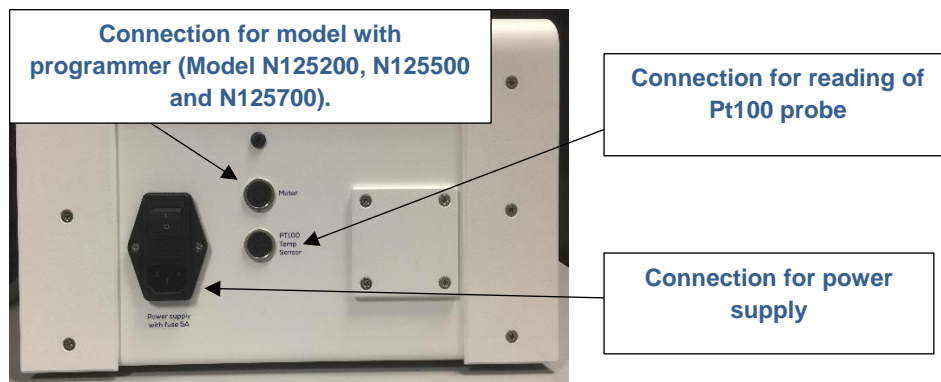 Connection for model with
programmer (Model N125200, N125500
and N125700).
Connection for reading of
Pt100 probe
Motor
PT100
Temp
Sensor
Connection for power
supply
Power supply
with fuse 5A